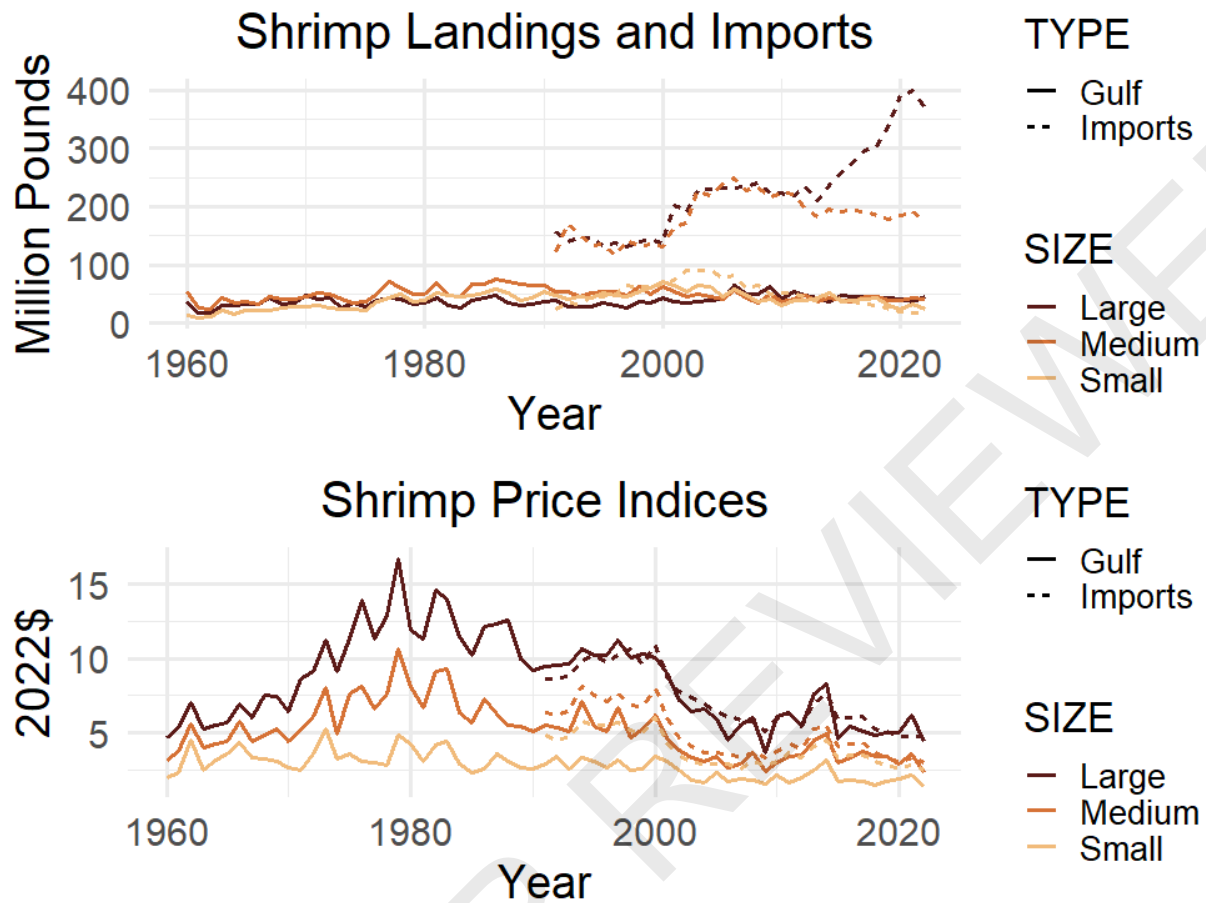 Shrimp Landings and Imports
Million Pounds
400
300
200
100
0
1960
1980
2000
2020
Year
TYPE
Gulf
Imports
SIZE
Large
Medium
Small
Shrimp Price Indices
2022$
15
10
5
1960
1980
2000
2020
Year
TYPE
Gulf
Imports
SIZE
Large
Medium
Small
REVIEW